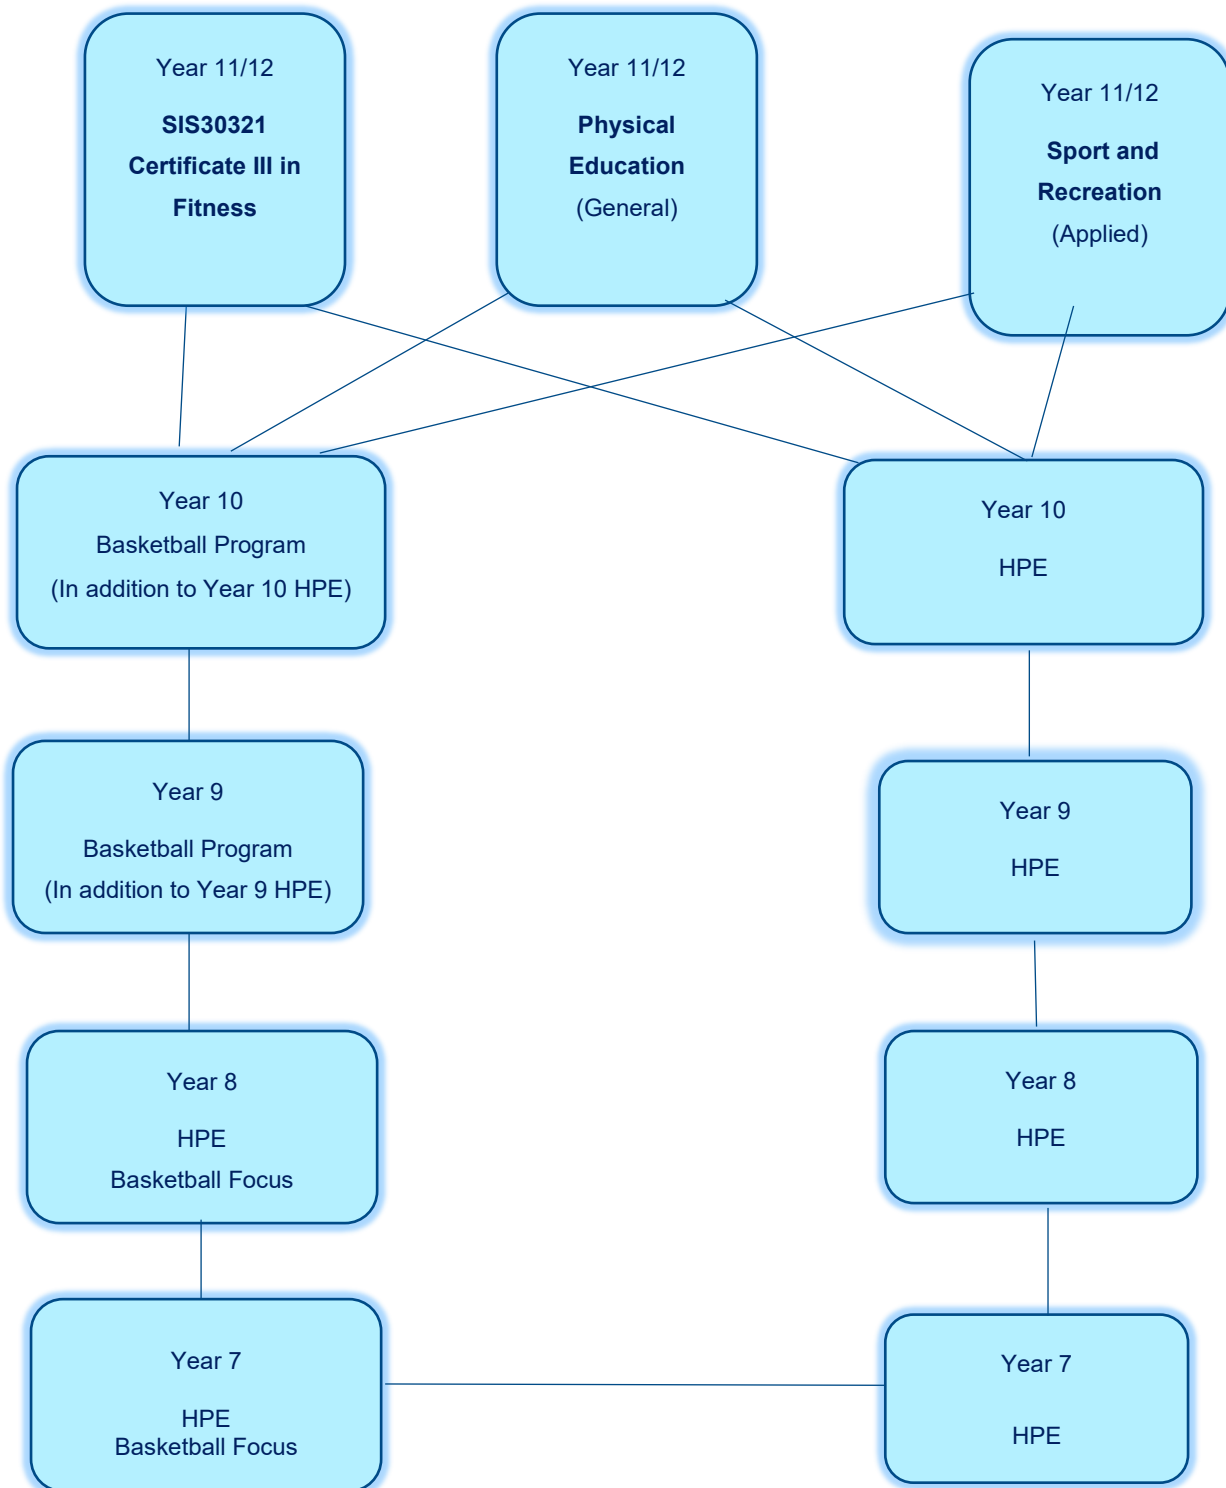 Year 11/12
SIS30321
Certificate III in
Fitness
Year 11/12
Physical
Education
(General)
Year 11/12
Sport and
Recreation
(Applied)
Year 10
Basketball Program
(In addition to Year 10 HPE)
Year 10
HPE
Year 9
Basketball Program
(In addition to Year 9 HPE)
Year 9
HPE
Year 8
HPE
Basketball Focus
Year 8
HPE
Year 7
HPE
Basketball Focus
Year 7
HPE